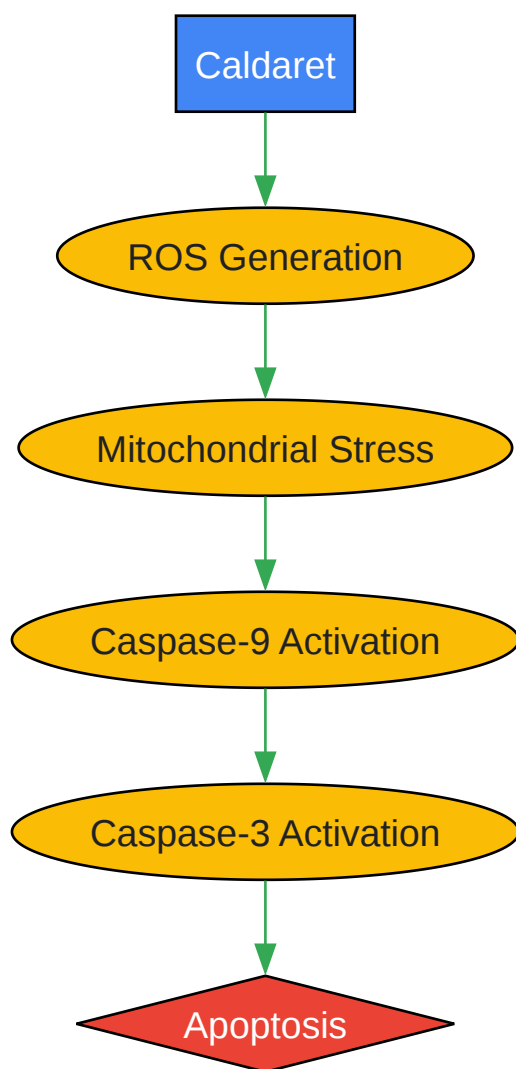 Caldaret
ROS Generation
Mitochondrial Stress
Caspase-9 Activation
Caspase-3 Activation
Apoptosis